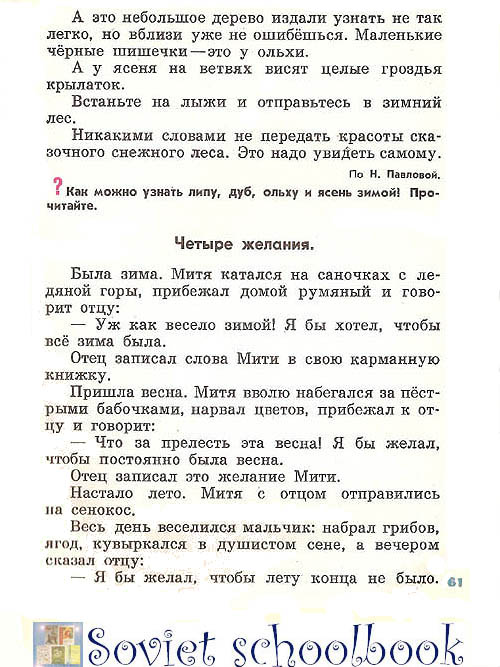 А это небольшое дерево издали узнать не так
легко, но вблизи уже не ошибёшься. Маленькие
чёрные шишечки — это у ольхи.
А у ясеня на ветвях висят целые гроздья
крылаток.
Встаньте на лыжи и отправьтесь в зимний
лес.
Никакими словами не передать красоты ска-
зочного снежного леса. Это надо увидеть самому.
По Н. Павловой.
? Как можно узнать липу, дуб, ольху и ясень зимой! Про-
читайте.
Четыре желания.
Была зима. Митя катался на саночках с ле-
дяной горы, прибежал домой румяный и гово-
рит отцу:
— Уж как весело зимой! Я бы хотел, чтобы
всё зима была.
Отец записал слова Мити в свою карманную
книжку.
Пришла весна. Митя вволю набегался за пёст-
рыми бабочками, нарвал цветов, прибежал к от-
цу и говорит:
— Что за прелесть эта весна! Я бы желал,
чтобы постоянно была весна.
Отец записал это желание Мити.
Настало лето. Митя с отцом отправились
на сенокос.
Весь день веселился мальчик: набрал грибов,
ягод, кувыркался в душистом сене, а вечером
сказал отцу:
— Я бы желал, чтобы лету конца не было.
61
Soviet schoolbook